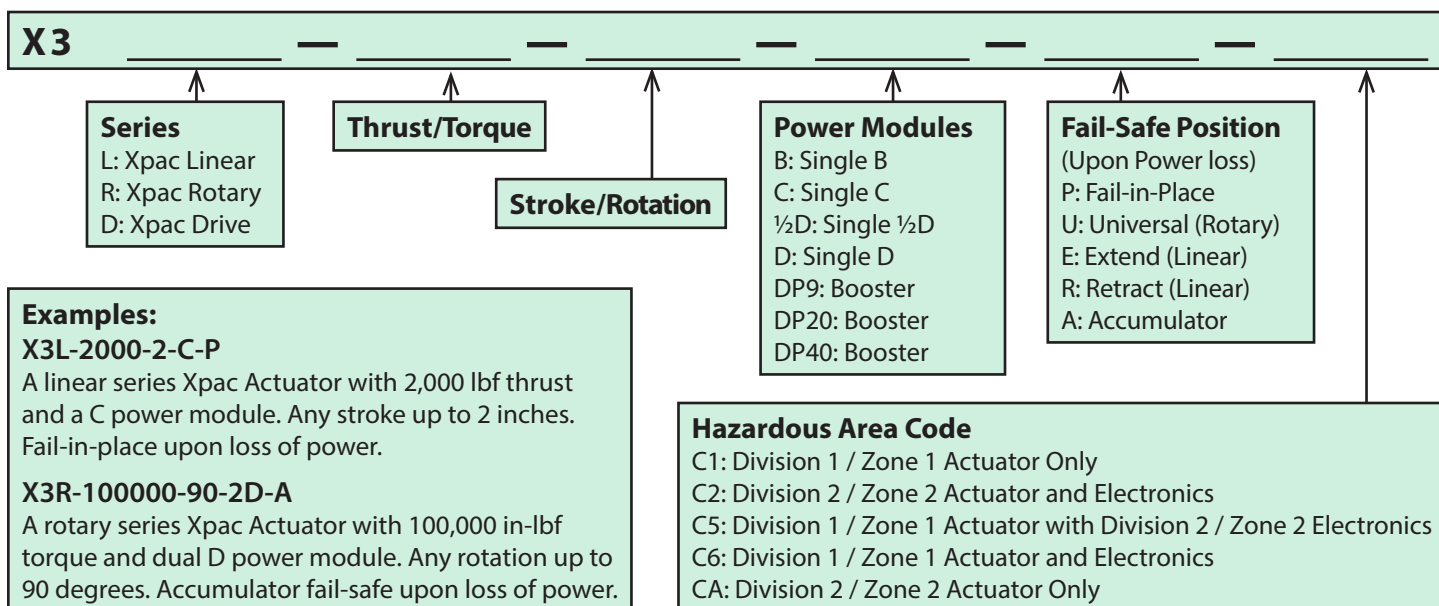 X3 — — — — —
Series
L: Xpac Linear
R: Xpac Rotary
D: Xpac Drive
Thrust/Torque
Stroke/Rotation
Power Modules
B: Single B
C: Single C
½D: Single ½D
D: Single D
DP9: Booster
DP20: Booster
DP40: Booster
Fail-Safe Position
(Upon Power loss)
P: Fail-in-Place
U: Universal (Rotary)
E: Extend (Linear)
R: Retract (Linear)
A: Accumulator
Examples:
X3L-2000-2-C-P
A linear series Xpac Actuator with 2,000 lbf thrust
and a C power module. Any stroke up to 2 inches.
Fail-in-place upon loss of power.
X3R-100000-90-2D-A
A rotary series Xpac Actuator with 100,000 in-lbf
torque and dual D power module. Any rotation up to
90 degrees. Accumulator fail-safe upon loss of power.
Hazardous Area Code
C1: Division 1 / Zone 1 Actuator Only
C2: Division 2 / Zone 2 Actuator and Electronics
C5: Division 1 / Zone 1 Actuator with Division 2 / Zone 2 Electronics
C6: Division 1 / Zone 1 Actuator and Electronics
CA: Division 2 / Zone 2 Actuator Only